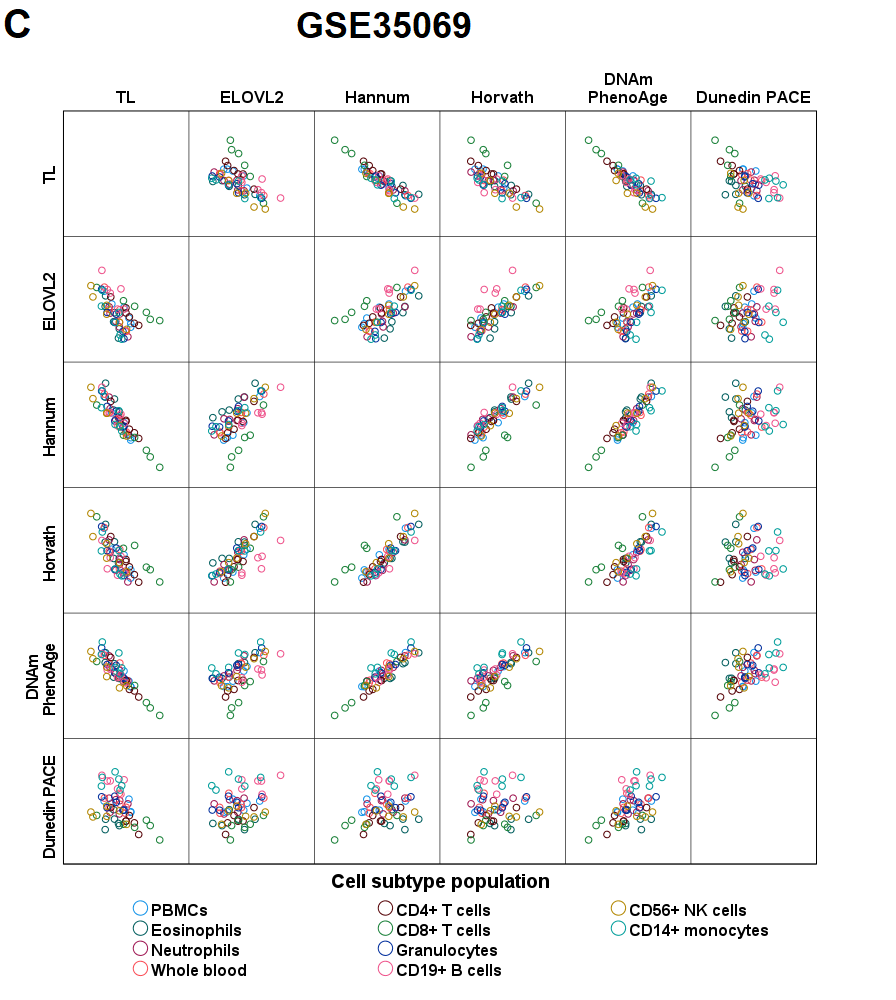 C
GSE35069
TL ELOVL2 Hannum Horvath DNAm PhenoAge Dunedin PACE
TL
ELOVL2
Hannum
Horvath
DNAm
PhenoAge
Dunedin PACE
Cell subtype population
PBMCs CD4+ T cells CD56+ NK cells
Eosinophils CD8+ T cells CD14+ monocytes
Neutrophils Granulocytes
Whole blood CD19+ B cells